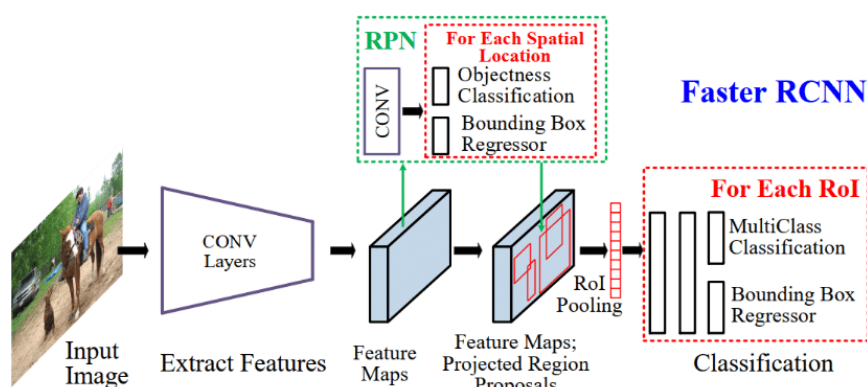 RPN
For Each Spatial
Location
CONV
Objectness
Classification
Bounding Box
Regressor
Faster RCNN
For Each RoI
MultiClass
Classification
Bounding Box
Regressor
CONV
Layers
RoI
Pooling
Input
Image
Extract Features
Feature
Maps
Feature Maps;
Projected Region
Proposals
Classification